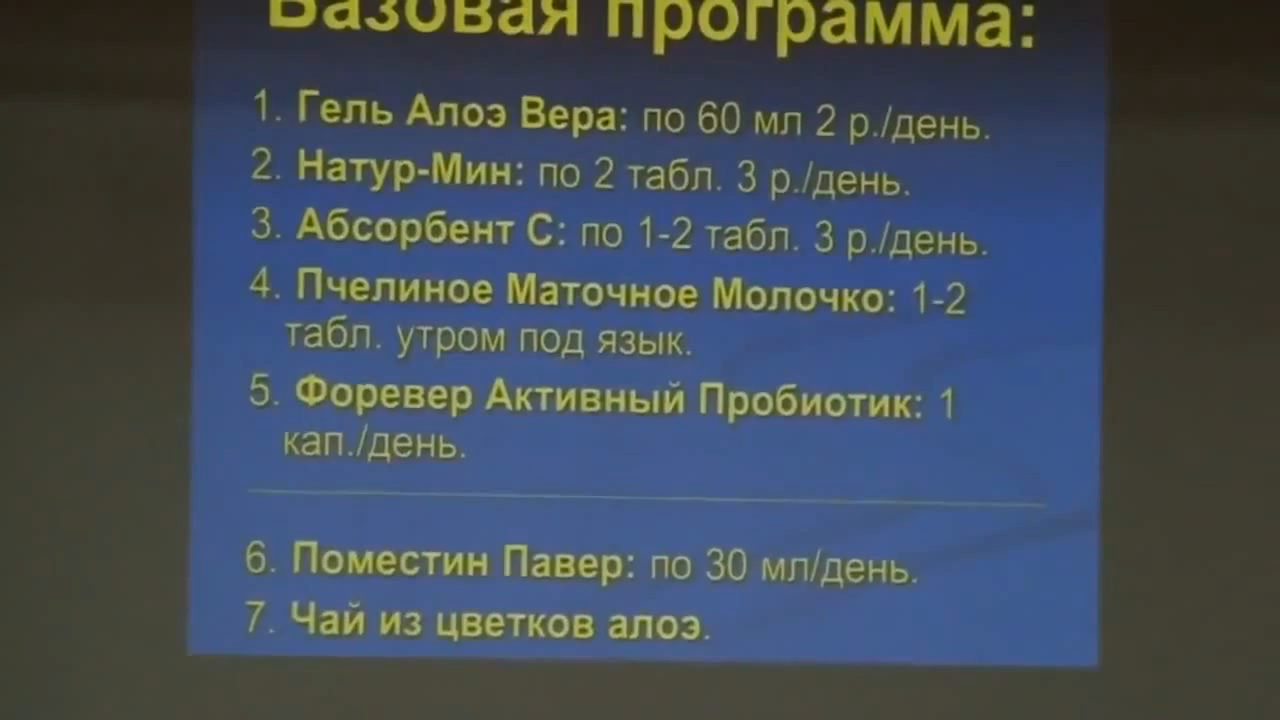 Базовая программа:
1. Гель Алоэ Вера: по 60 мл 2 р./день.
2. Натур-Мин: по 2 табл. 3 р./день.
3. Абсорбент С: по 1-2 табл. 3 р./день.
4. Пчелиное Маточное Молочко: 1-2
табл. утром под язык.
5. Форевер Активный Пробиотик: 1
кап./день.
6. Поместин Павер: по 30 мл/день.
7. Чай из цветков алоэ.